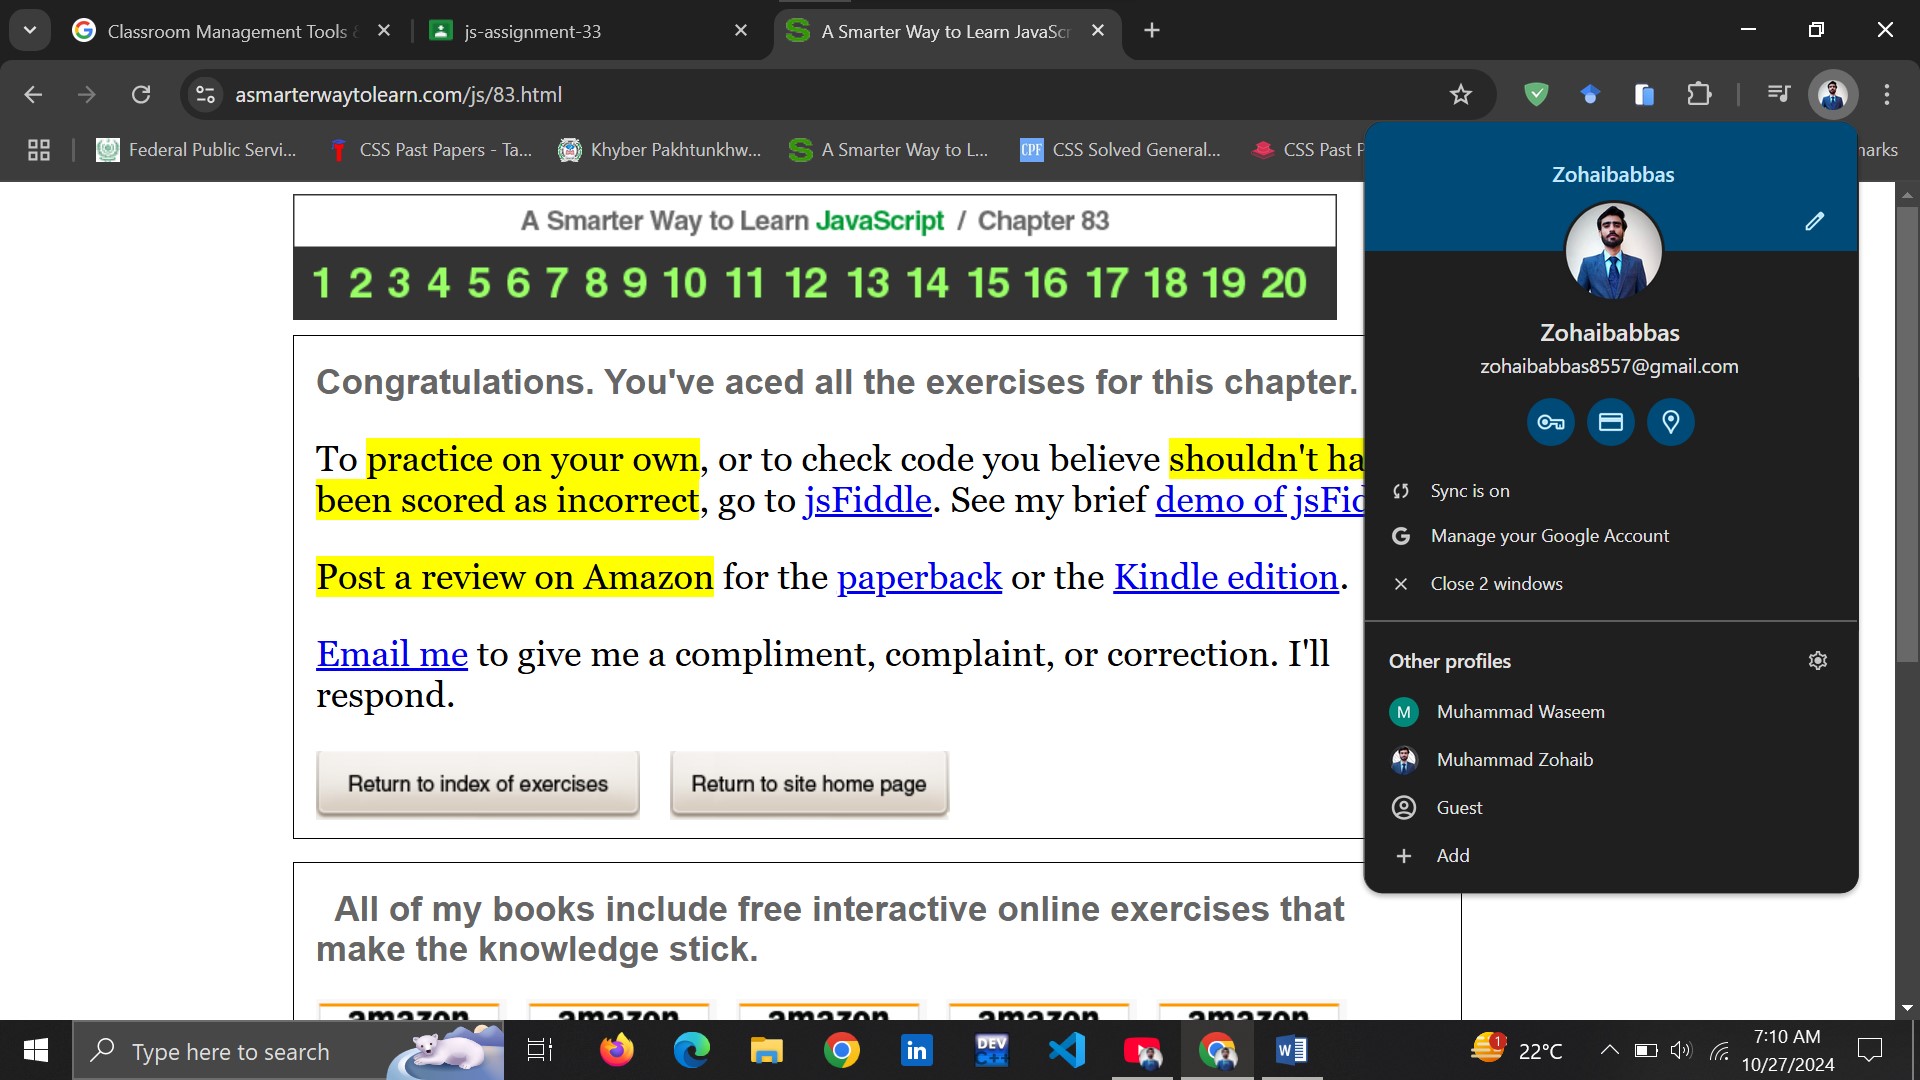 Classroom Management Tools &
js-assignment-33
A Smarter Way to Learn JavaScr
asmarterwaytolearn.com/js/83.html
Federal Public Servi...
CSS Past Papers - Ta...
Khyber Pakhtunkhw...
A Smarter Way to L...
CPF
CSS Solved General...
CSS Past P
marks
A Smarter Way to Learn JavaScript / Chapter 83
1 2 3 4 5 6 7 8 9 10 11 12 13 14 15 16 17 18 19 20
Congratulations. You've aced all the exercises for this chapter.
To practice on your own, or to check code you believe shouldn't ha
been scored as incorrect, go to jsFiddle. See my brief demo of jsFid
Post a review on Amazon for the paperback or the Kindle edition.
Email me to give me a compliment, complaint, or correction. I'll
respond.
Return to index of exercises
Return to site home page
All of my books include free interactive online exercises that
make the knowledge stick.
amazon amazon amazon amazon amazon
Zohaibabbas
Zohaibabbas
zohaibabbas8557@gmail.com
Sync is on
Manage your Google Account
Close 2 windows
Other profiles
M Muhammad Waseem
Muhammad Zohaib
Guest
Add
Type here to search
in
DEV
C++
W
1
22°C
7:10 AM
10/27/2024